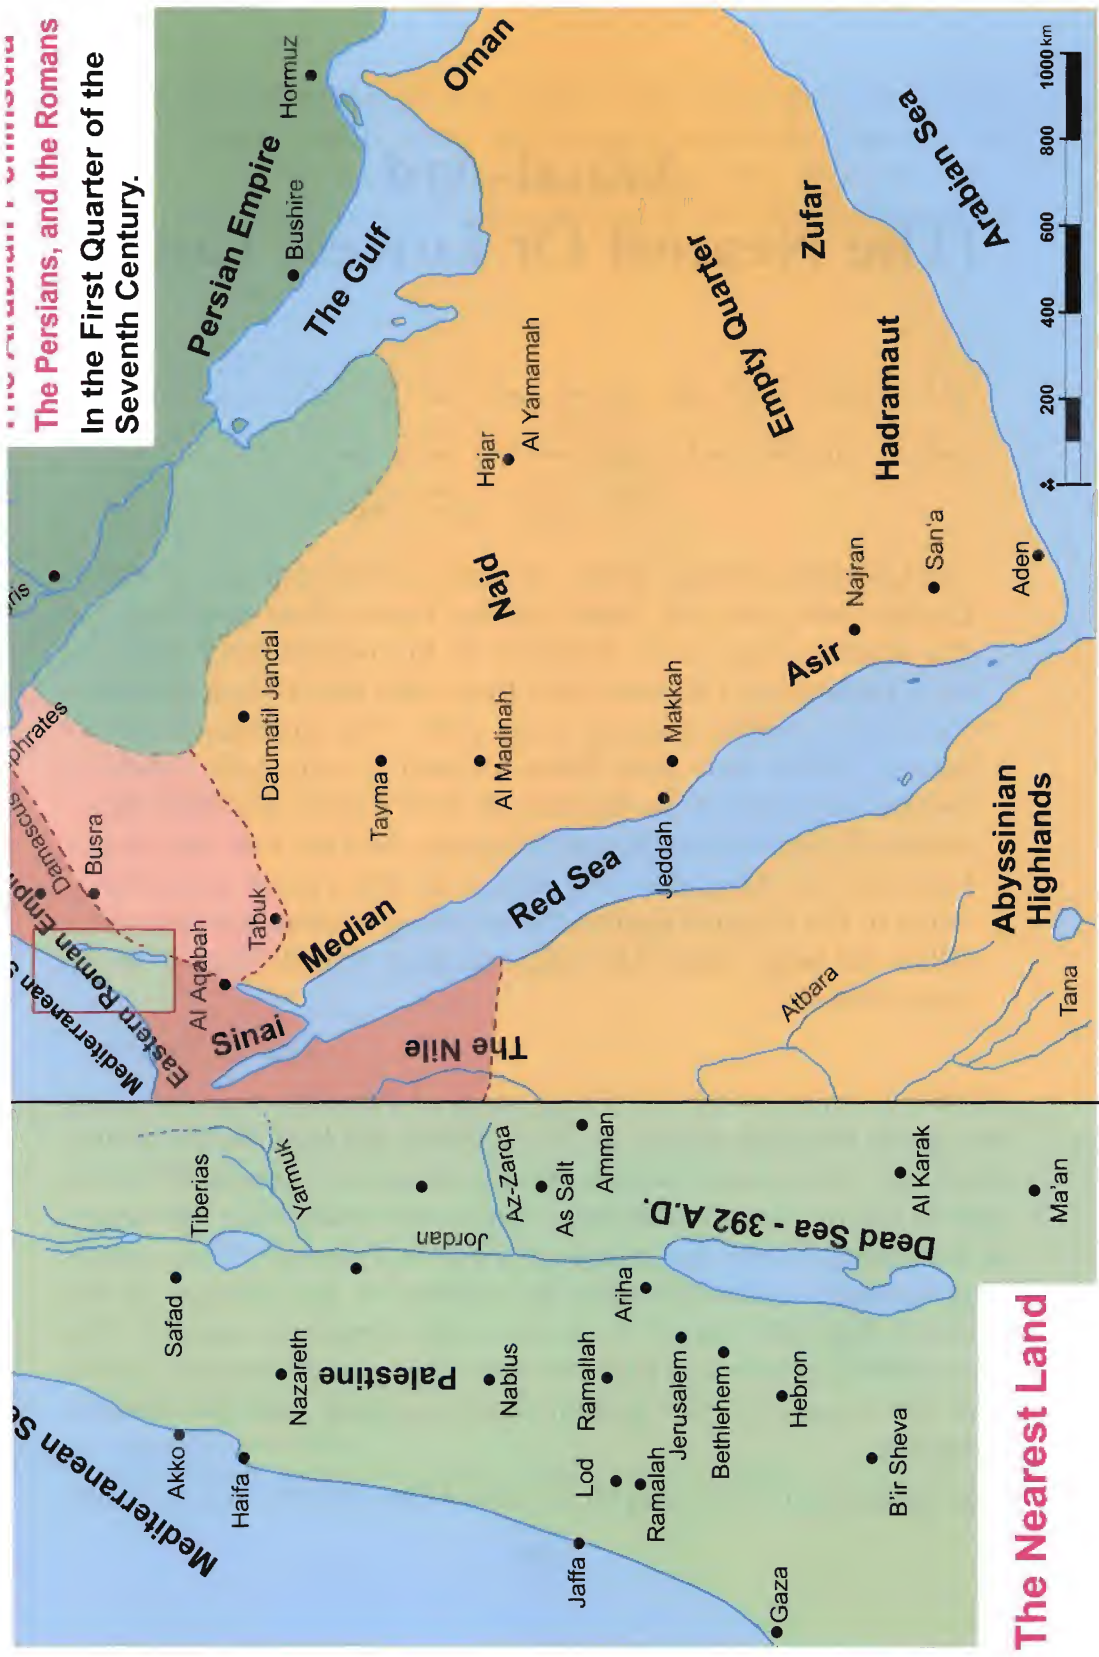 The Persians, and the Romans
In the First Quarter of the
Seventh Century.
Persian Empire
Hormuz
Bushire
The Gulf
Oman
Arabian Sea
Zufar
Empty Quarter
Hadramaut
Hajar
Al Yamamah
Najd
Najran
San'a
Aden
Asir
Daumatil Jandal
Tayma
Al Madinah
Makkah
Jeddah
Red Sea
Median
Tabuk
Al Aqabah
Sinai
Busra
Damascus
Eastern Roman
Mediterranean
The Nile
Atbara
Abyssinian
Highlands
Tana
200
400
600
800
1000 km
Mediterranean
Tiberias
Yarmuk
Safad
Akko
Haifa
Nazareth
Palestine
Nablus
Jordan
Az-Zarqa
As Salt
Amman
Ariha
Ramallah
Lod
Ramalah
Jaffa
Jerusalem
Bethlehem
Hebron
Dead Sea - 392 A.D.
Al Karak
Ma'an
B'ir Sheva
Gaza
The Nearest Land